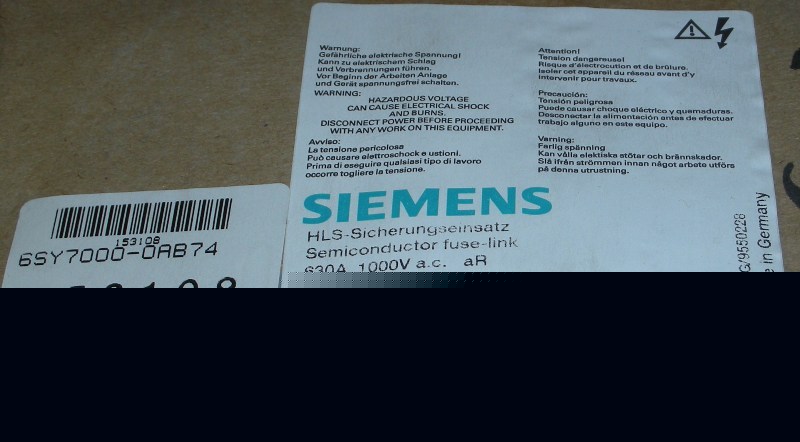 Warnung:
Gefährliche elektrische Spannung!
Kann zu elektrischem Schlag
und Verbrennungen führen.
Vor Beginn der Arbeiten Anlage
und Gerät spannungsfrei schalten.
WARNING:
HAZARDOUS VOLTAGE
CAN CAUSE ELECTRICAL SHOCK
AND BURNS.
DISCONNECT POWER BEFORE PROCEEDING
WITH ANY WORK ON THIS EQUIPMENT.
Avviso:
La tensione pericolosa
Può causare elettroschock e ustioni.
Prima di eseguire qualsiasi tipo di lavoro
occorre togliere la tensione.
Attention!
Tension dangereuse!
Risque d'électrocution et de brûlure.
Isoler cet appareil du réseau avant d'y
intervenir pour travaux.
Precaución:
Tensión peligrosa
Puede causar choque eléctrico y quemaduras.
Desconectar la alimentación antes de efectuar
trabajo alguno en este equipo.
Varning:
Farlig spänning
Kan vålla elektiska stötar och brännskador.
Slå ifrån strömmen innan något arbete utförs
på denna utrustning.
SIEMENS
HLS-Sicherungseinsatz
Semiconductor fuse-link
630A 1000V a.c. aR
/9550228
in Germany
153108
6SY7000-0AB74